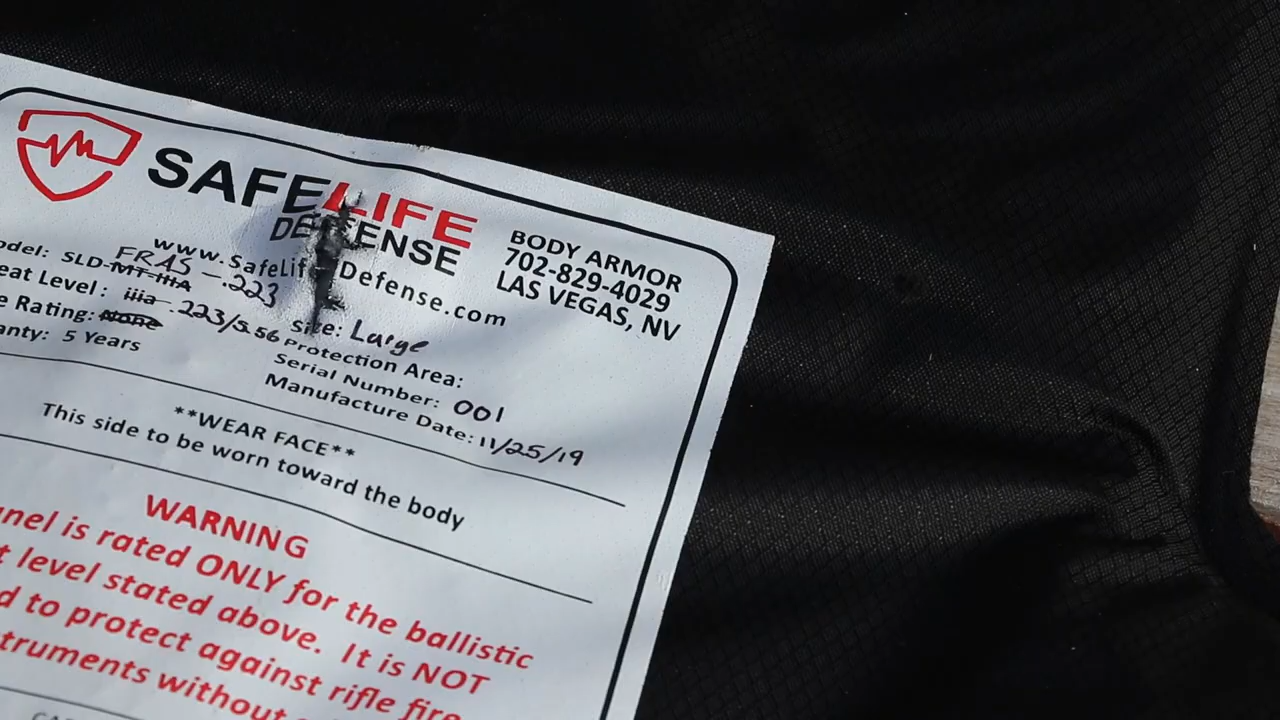 SAFELIFE
DEFENSE
BODY ARMOR
702-829-4029
LAS VEGAS, NV
www.SafeLifeDefense.com
odel: SLD-MT-IIIA FRAS - .223
eat Level: iiia .223/5.56
Size: Large
e Rating: None
Protection Area:
anty: 5 Years
Serial Number: 001
Manufacture Date: 11/25/19
**WEAR FACE**
This side to be worn toward the body
WARNING
nel is rated ONLY for the ballistic
t level stated above. It is NOT
d to protect against rifle fire
truments without